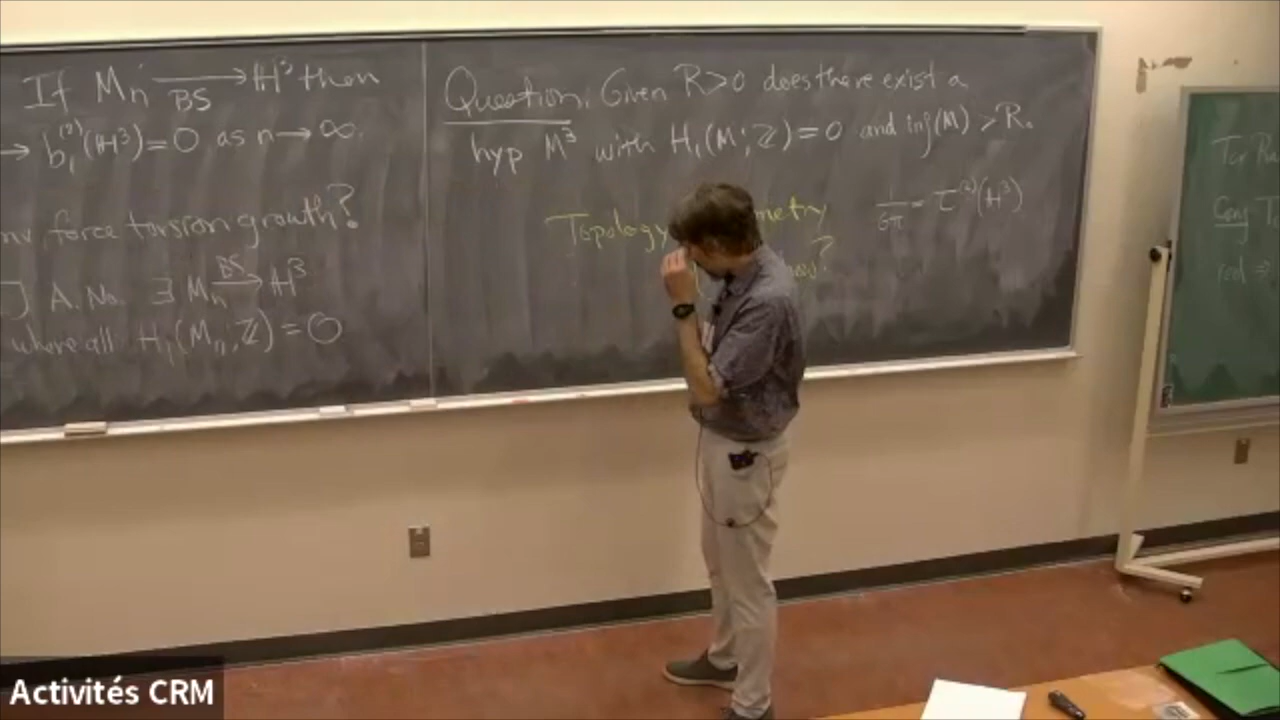 If Mn ⟶BS ℍ³ then
→ b₁⁽²⁾(ℍ³) = 0 as n → ∞.
force torsion growth?
A. No. ∃ Mn ⟶BS ℍ³
where all H₁(Mn; ℤ) = 0
Question: Given R > 0 does there exist a
hyp M³ with H₁(M; ℤ) = 0 and inj(M) > R.
Topology
1/6π = τ⁽²⁾(ℍ³)
Conj
Activités CRM